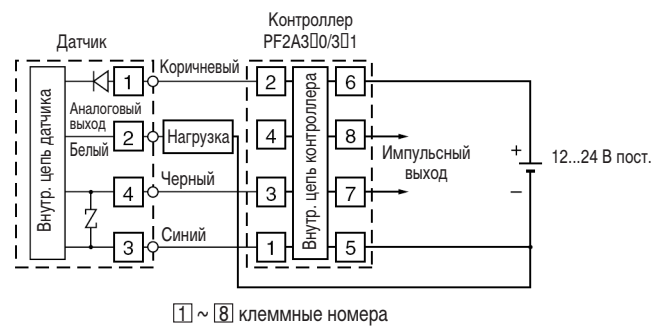 Контроллер
PF2A3▯0/3▯1
Датчик
Коричневый
1
2
6
Аналоговый
выход
Белый
2
Нагрузка
4
8
Импульсный
выход
+
12...24 В пост.
–
Внутр. цепь датчика
Внутр. цепь контроллера
Черный
4
3
7
Синий
3
1
5
1 ~ 8 клеммные номера